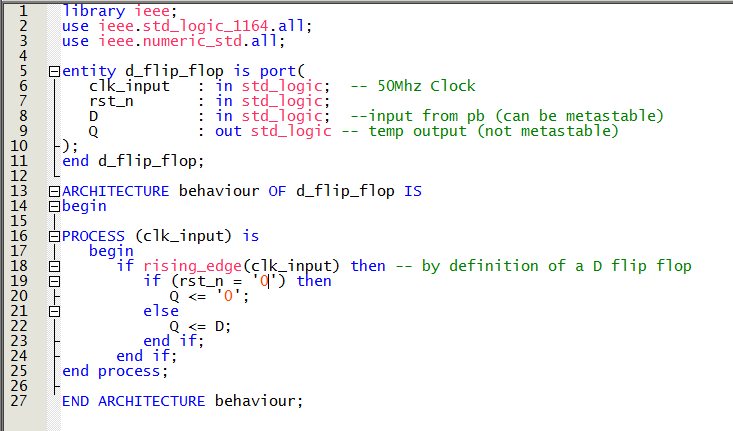 1 library ieee;
2 use ieee.std_logic_1164.all;
3 use ieee.numeric_std.all;
4
5 entity d_flip_flop is port(
6 clk_input : in std_logic; -- 50Mhz Clock
7 rst_n : in std_logic;
8 D : in std_logic; --input from pb (can be metastable)
9 Q : out std_logic -- temp output (not metastable)
10 );
11 end d_flip_flop;
12
13 ARCHITECTURE behaviour OF d_flip_flop IS
14 begin
15
16 PROCESS (clk_input) is
17 begin
18 if rising_edge(clk_input) then -- by definition of a D flip flop
19 if (rst_n = '0') then
20 Q <= '0';
21 else
22 Q <= D;
23 end if;
24 end if;
25 end process;
26
27 END ARCHITECTURE behaviour;